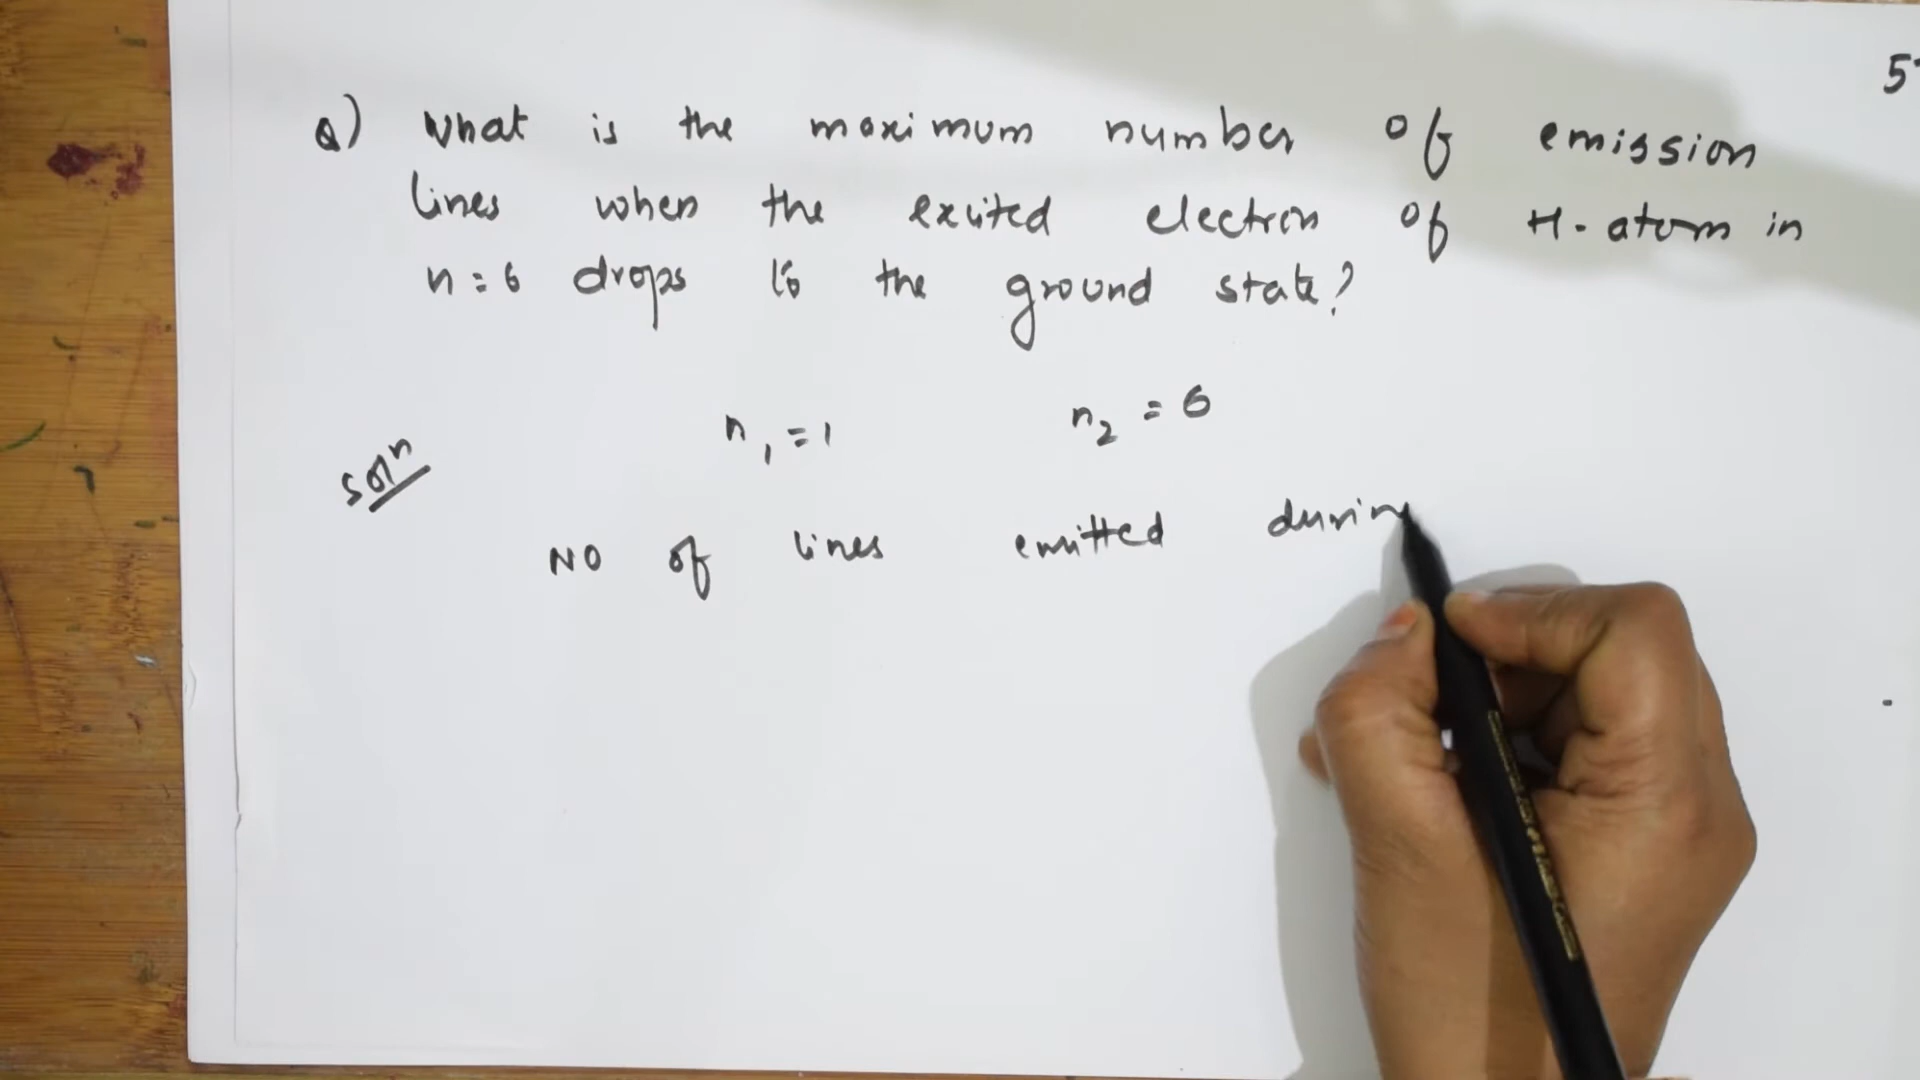 5
Q) What is the maximum number of emission
lines when the exited electron of H-atom in
n=6 drops to the ground state?
n₁=1 n₂=6
Solⁿ
NO of lines emitted durin